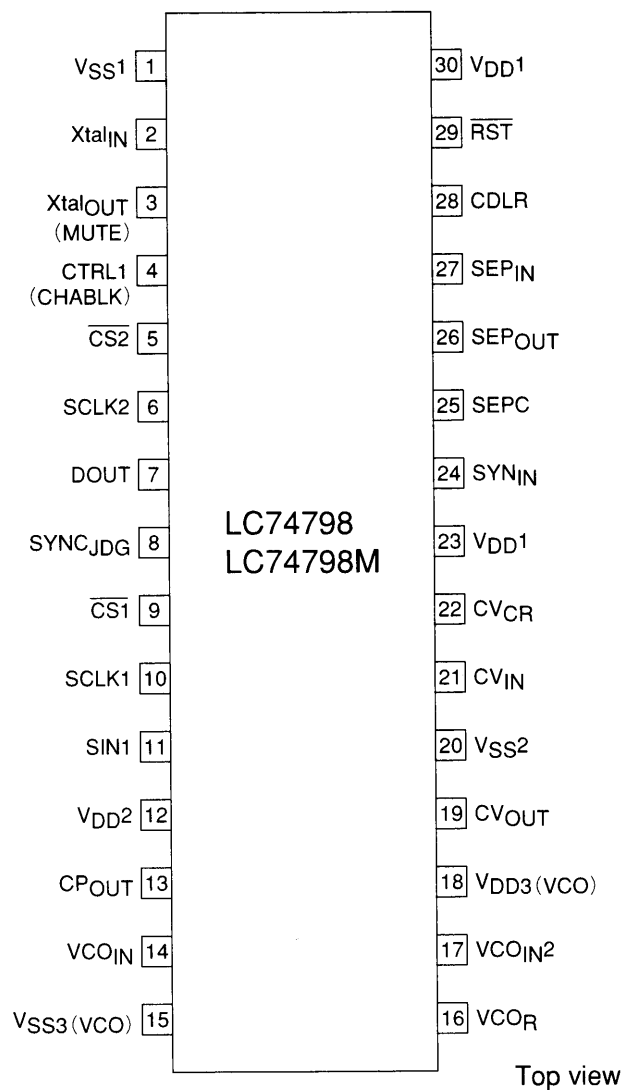 VSS1 1
XtalIN 2
XtalOUT 3
(MUTE)
CTRL1 4
(CHABLK)
CS2 5
SCLK2 6
DOUT 7
SYNCJDG 8
CS1 9
SCLK1 10
SIN1 11
VDD2 12
CPOUT 13
VCOIN 14
VSS3(VCO) 15
LC74798
LC74798M
30 VDD1
29 RST
28 CDLR
27 SEPIN
26 SEPOUT
25 SEPC
24 SYNIN
23 VDD1
22 CVCR
21 CVIN
20 VSS2
19 CVOUT
18 VDD3(VCO)
17 VCOIN2
16 VCOR
Top view